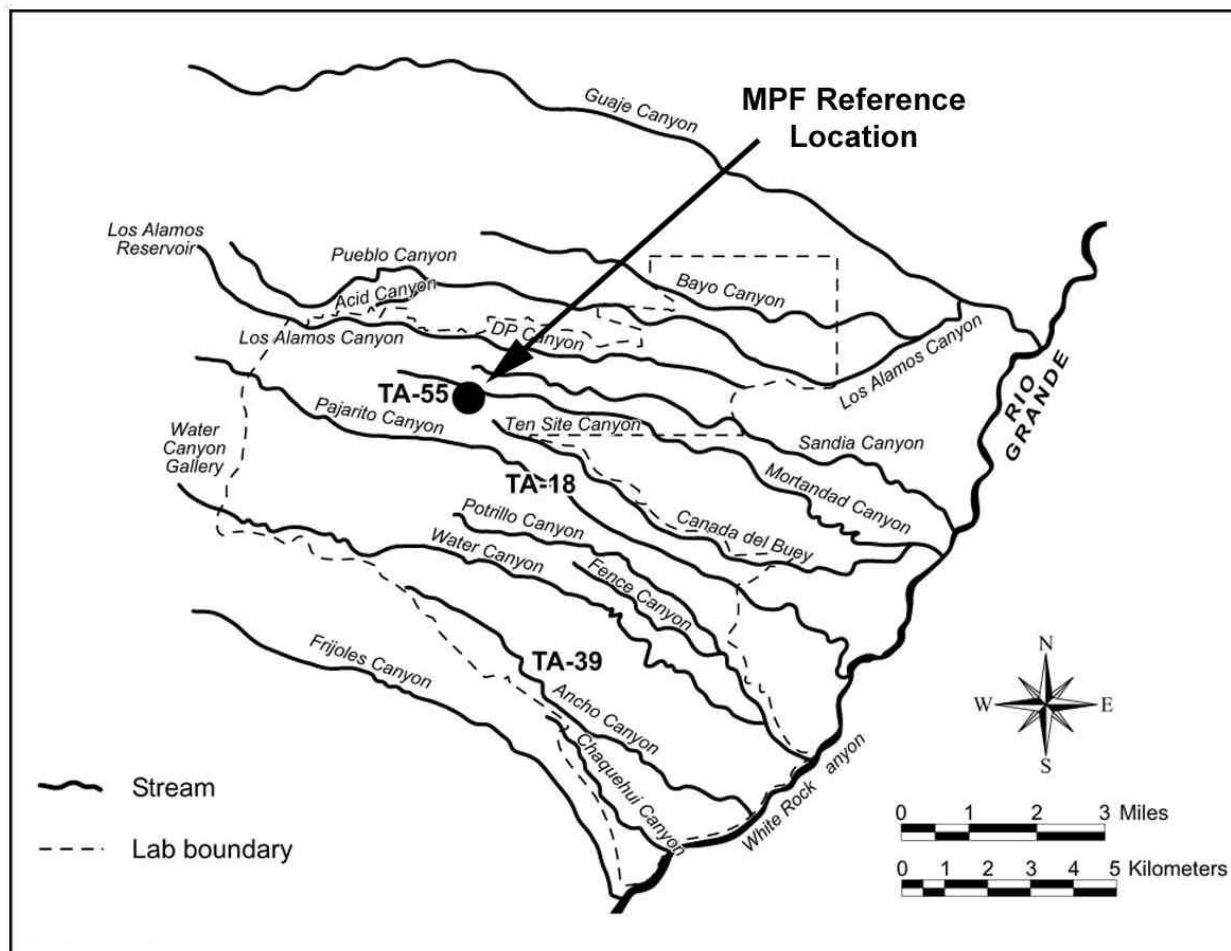 Guaje Canyon
MPF Reference
Location
Los Alamos
Reservoir
Pueblo Canyon
Acid Canyon
Bayo Canyon
Los Alamos Canyon
DP Canyon
Los Alamos Canyon
RIO
GRANDE
TA-55
Pajarito Canyon
Ten Site Canyon
Sandia Canyon
Water
Canyon
Gallery
Mortandad Canyon
TA-18
Potrillo Canyon
Canada del Buey
Water Canyon
Fence Canyon
Frijoles Canyon
TA-39
Ancho Canyon
Chaquehui Canyon
White Rock anyon
N
W E
S
Stream
Lab boundary
0 1 2 3 Miles
0 1 2 3 4 5 Kilometers